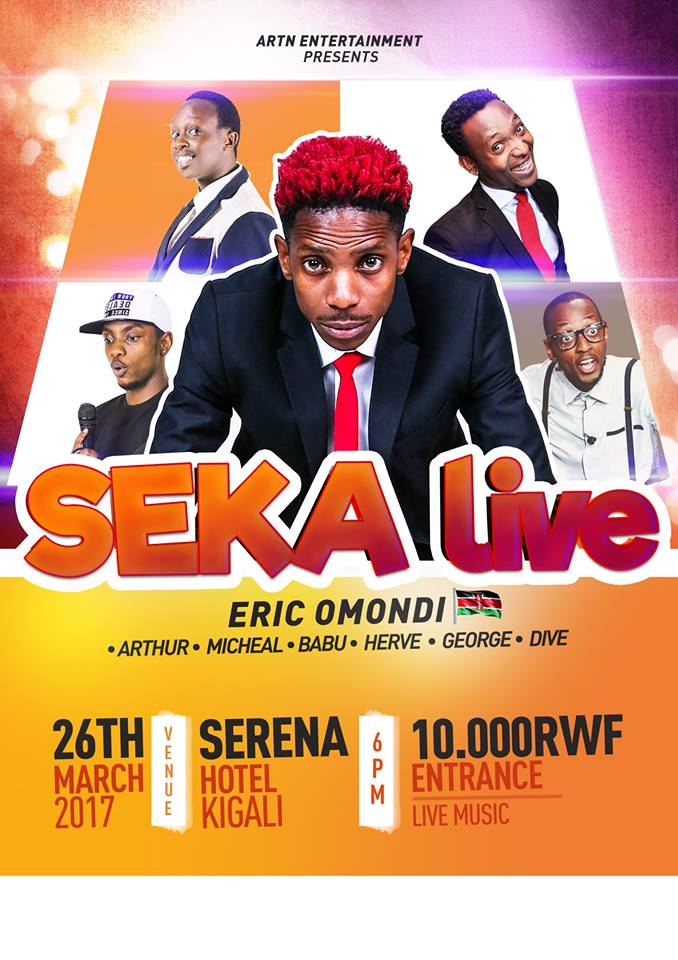 ARTN ENTERTAINMENT
PRESENTS
SEKA live
ERIC OMONDI
• ARTHUR • MICHEAL • BABU • HERVE • GEORGE • DIVE
26TH
MARCH
2017
VENUE
SERENA
HOTEL
KIGALI
6PM
10.000RWF
ENTRANCE
LIVE MUSIC